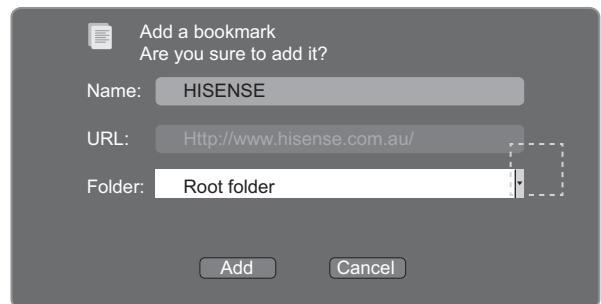 Add a bookmark
Are you sure to add it?
Name: HISENSE
URL: Http://www.hisense.com.au/
Folder: Root folder
Add Cancel